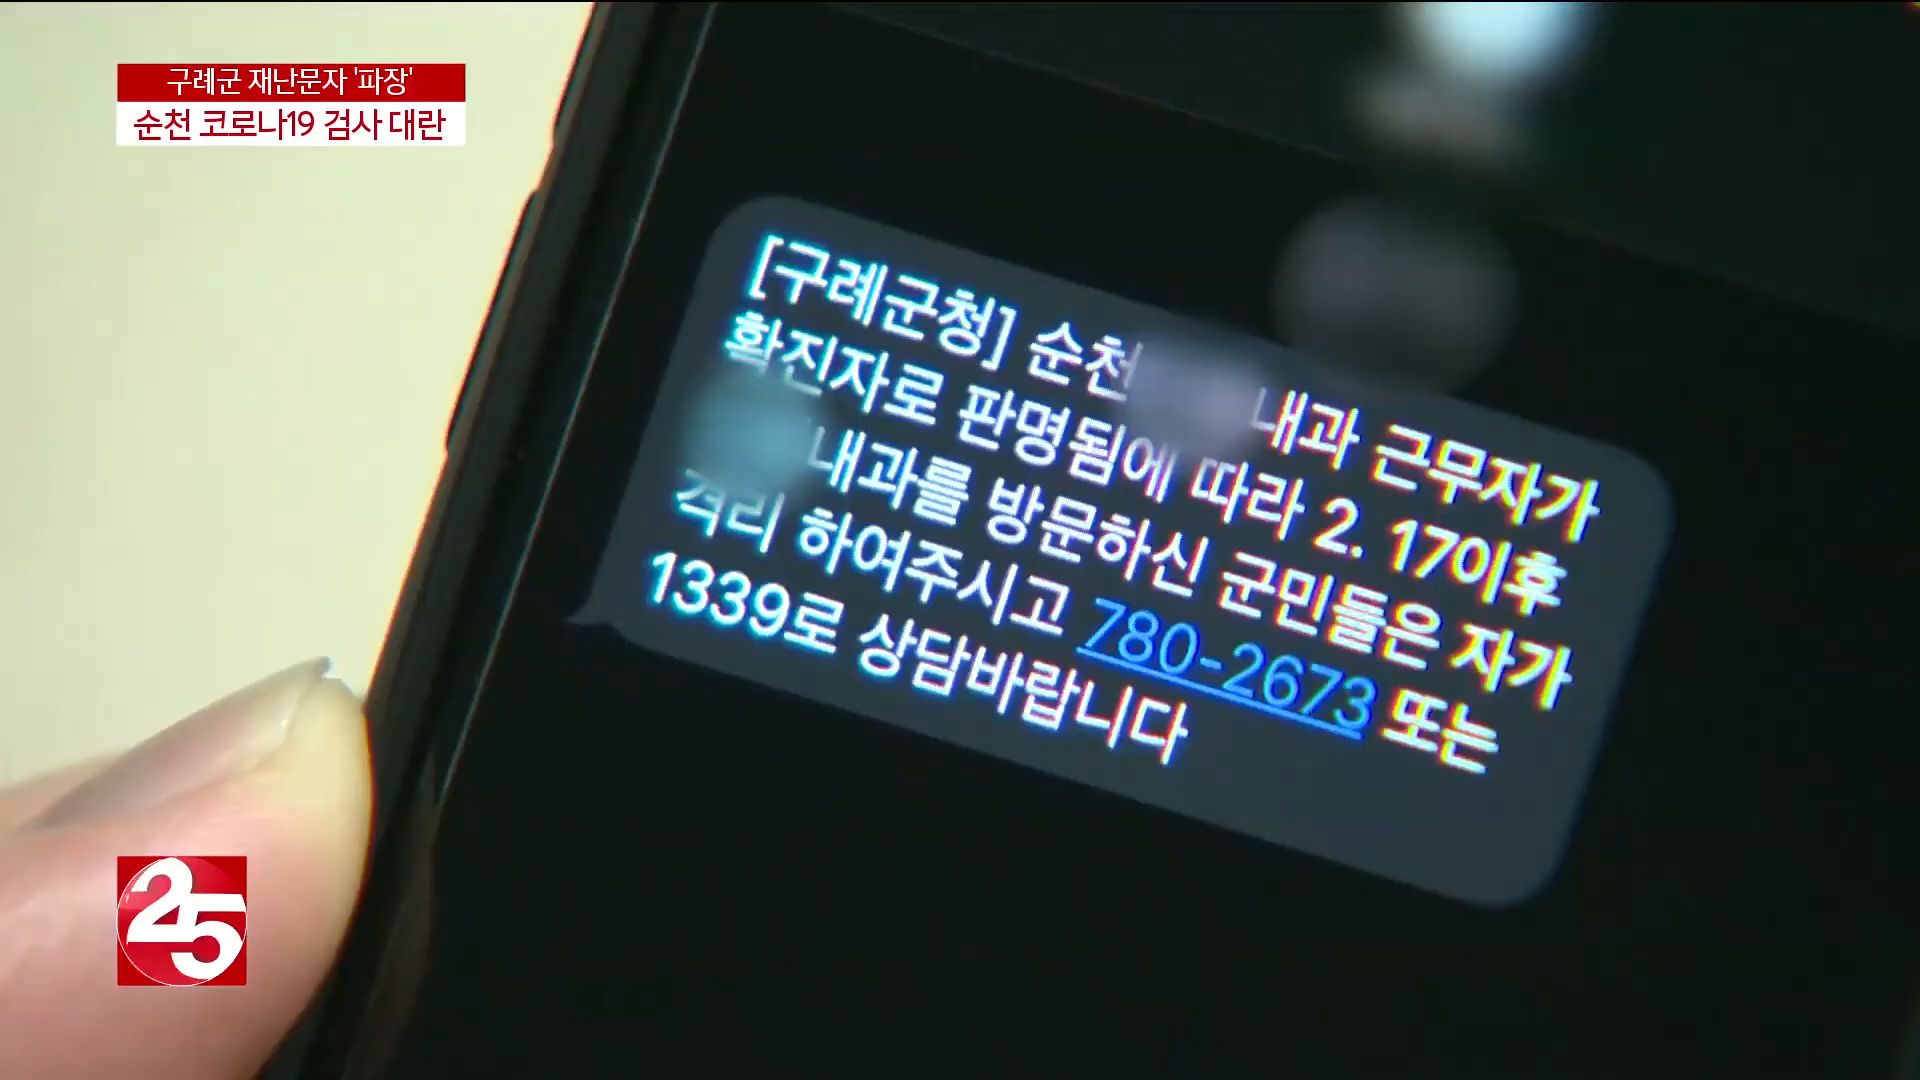 구례군 재난문자 '파장'
순천 코로나19 검사 대란
[구례군청] 순천 내과 근무자가
확진자로 판명됨에 따라 2. 17이후
내과를 방문하신 군민들은 자가
격리 하여주시고 780-2673 또는
1339로 상담바랍니다
25